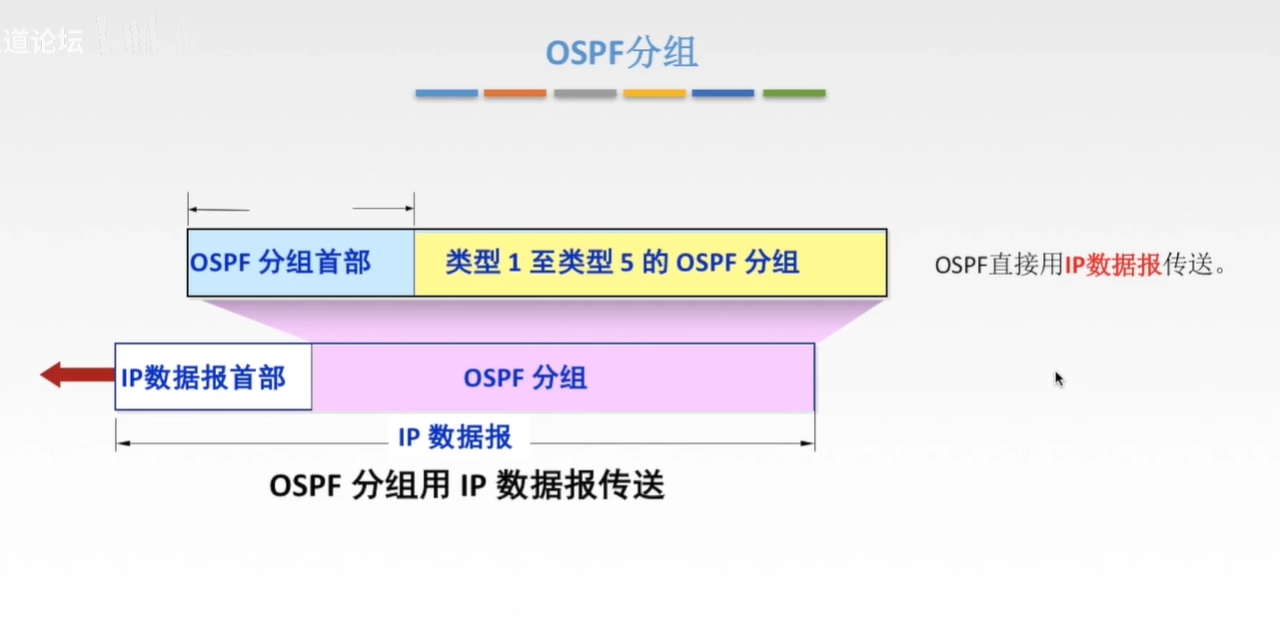 道论坛
OSPF分组
OSPF 分组首部
类型 1 至类型 5 的 OSPF 分组
OSPF直接用IP数据报传送。
IP数据报首部
OSPF 分组
IP 数据报
OSPF 分组用 IP 数据报传送